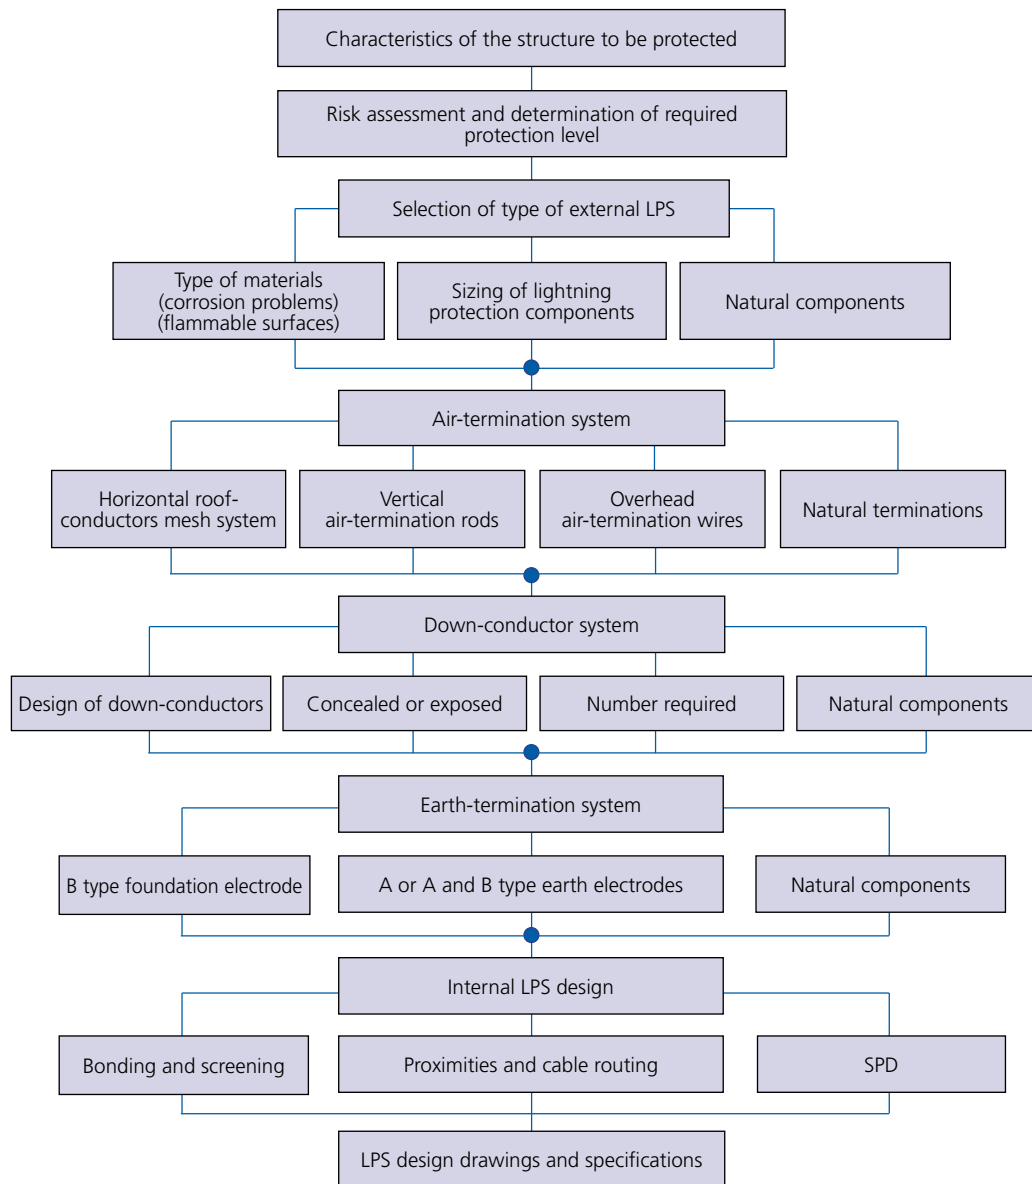 Characteristics of the structure to be protected
Risk assessment and determination of required
protection level
Selection of type of external LPS
Type of materials
(corrosion problems)
(flammable surfaces)
Sizing of lightning
protection components
Natural components
Air-termination system
Horizontal roof-
conductors mesh system
Vertical
air-termination rods
Overhead
air-termination wires
Natural terminations
Down-conductor system
Design of down-conductors
Concealed or exposed
Number required
Natural components
Earth-termination system
B type foundation electrode
A or A and B type earth electrodes
Natural components
Internal LPS design
Bonding and screening
Proximities and cable routing
SPD
LPS design drawings and specifications